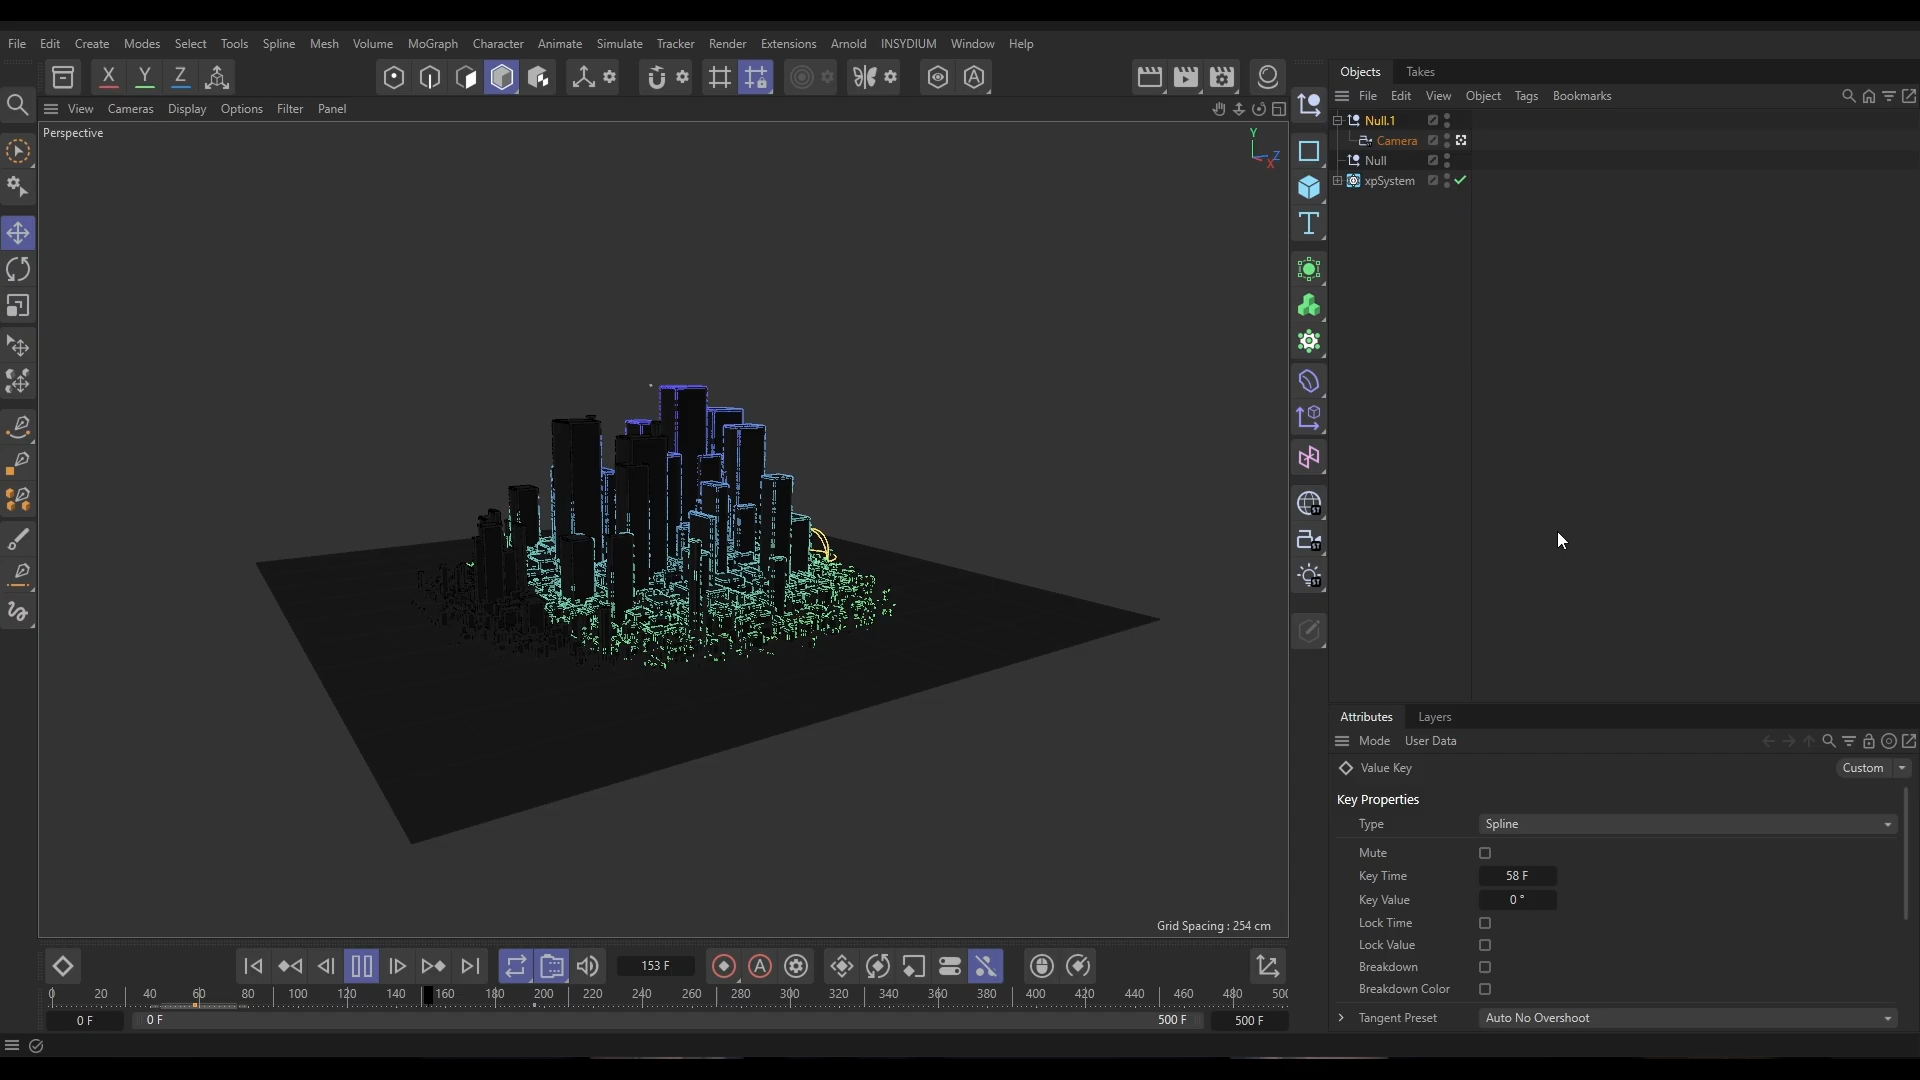 File Edit Create Modes Select Tools Spline Mesh Volume MoGraph Character Animate Simulate Tracker Render Extensions Arnold INSYDIUM Window Help
X Y Z
Objects Takes
File Edit View Object Tags Bookmarks
View Cameras Display Options Filter Panel
Perspective
Y
Z
X
Null.1
Camera
Null
xpSystem
Grid Spacing : 254 cm
Attributes Layers
Mode User Data
Value Key Custom
Key Properties
Type Spline
Mute
Key Time 58 F
Key Value 0 °
Lock Time
Lock Value
Breakdown
Breakdown Color
Tangent Preset Auto No Overshoot
153 F
0 20 40 60 80 100 120 140 160 180 200 220 240 260 280 300 320 340 360 380 400 420 440 460 480 500
0 F 0 F 500 F 500 F